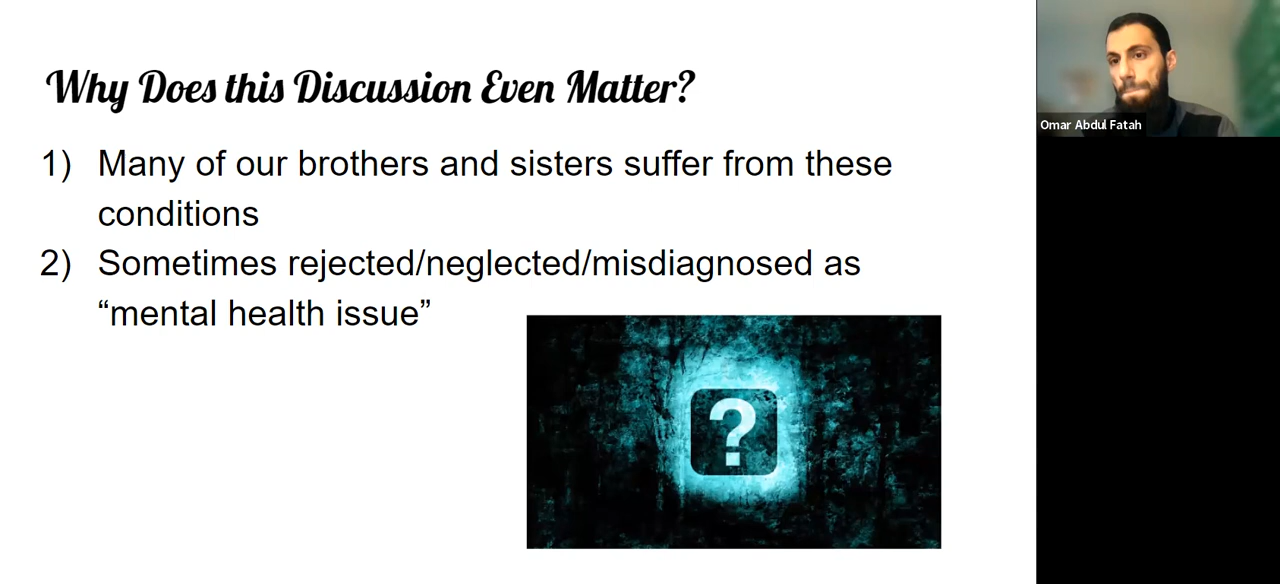 Why Does this Discussion Even Matter?
1) Many of our brothers and sisters suffer from these
conditions
2) Sometimes rejected/neglected/misdiagnosed as
“mental health issue”
?
Omar Abdul Fatah